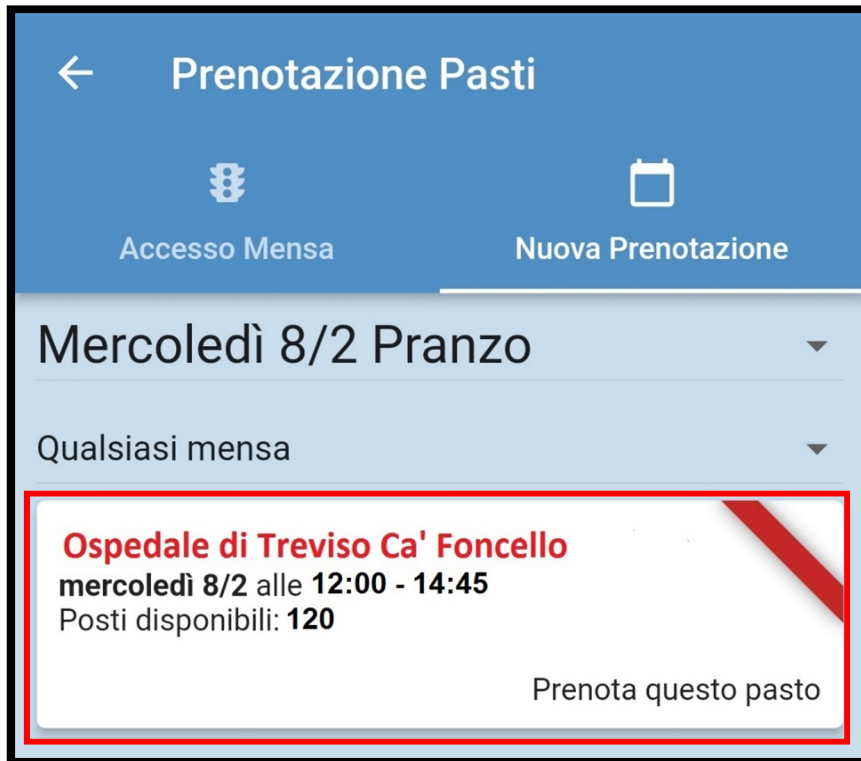 Prenotazione Pasti
Accesso Mensa
Nuova Prenotazione
Mercoledì 8/2 Pranzo
Qualsiasi mensa
Ospedale di Treviso Ca' Foncello
mercoledì 8/2 alle 12:00 - 14:45
Posti disponibili: 120
Prenota questo pasto